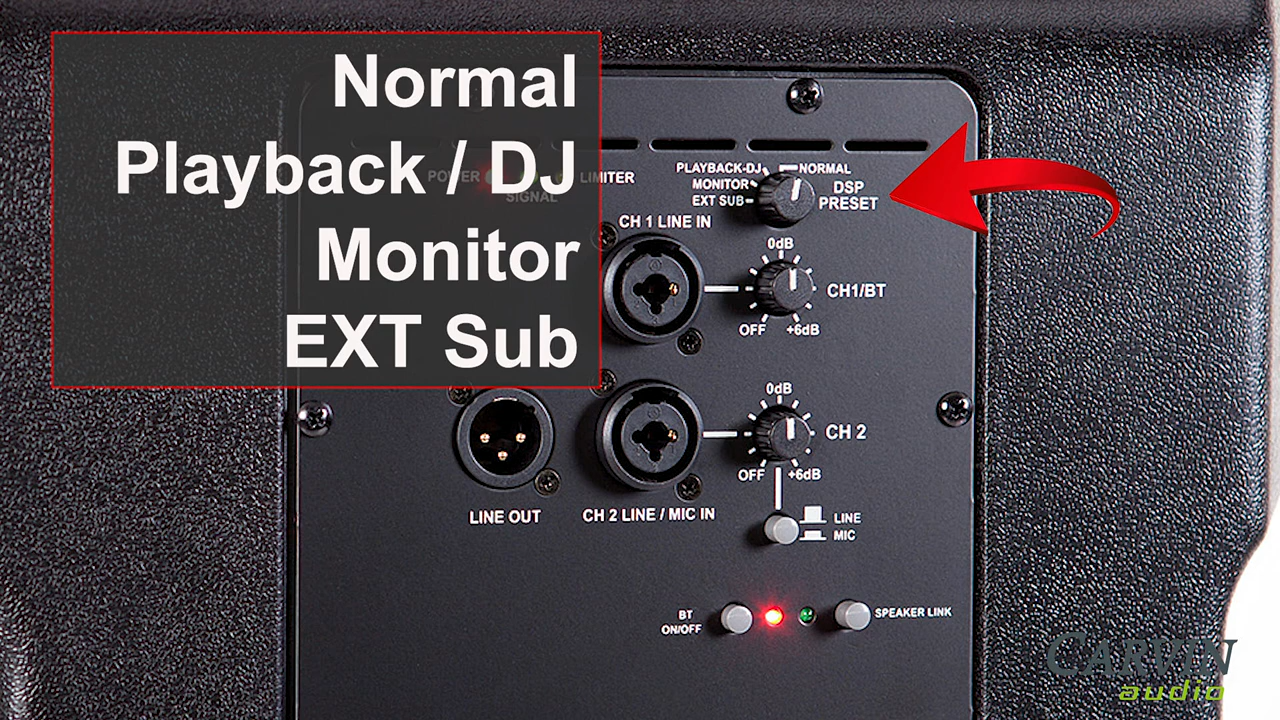 Normal
Playback / DJ
Monitor
EXT Sub
POWER
SIGNAL
LIMITER
PLAYBACK-DJ
NORMAL
MONITOR
EXT SUB
DSP
PRESET
CH 1 LINE IN
0dB
CH1/BT
OFF
+6dB
0dB
CH 2
OFF
+6dB
LINE OUT
CH 2 LINE / MIC IN
LINE
MIC
BT
ON/OFF
SPEAKER LINK
CARVIN
audio